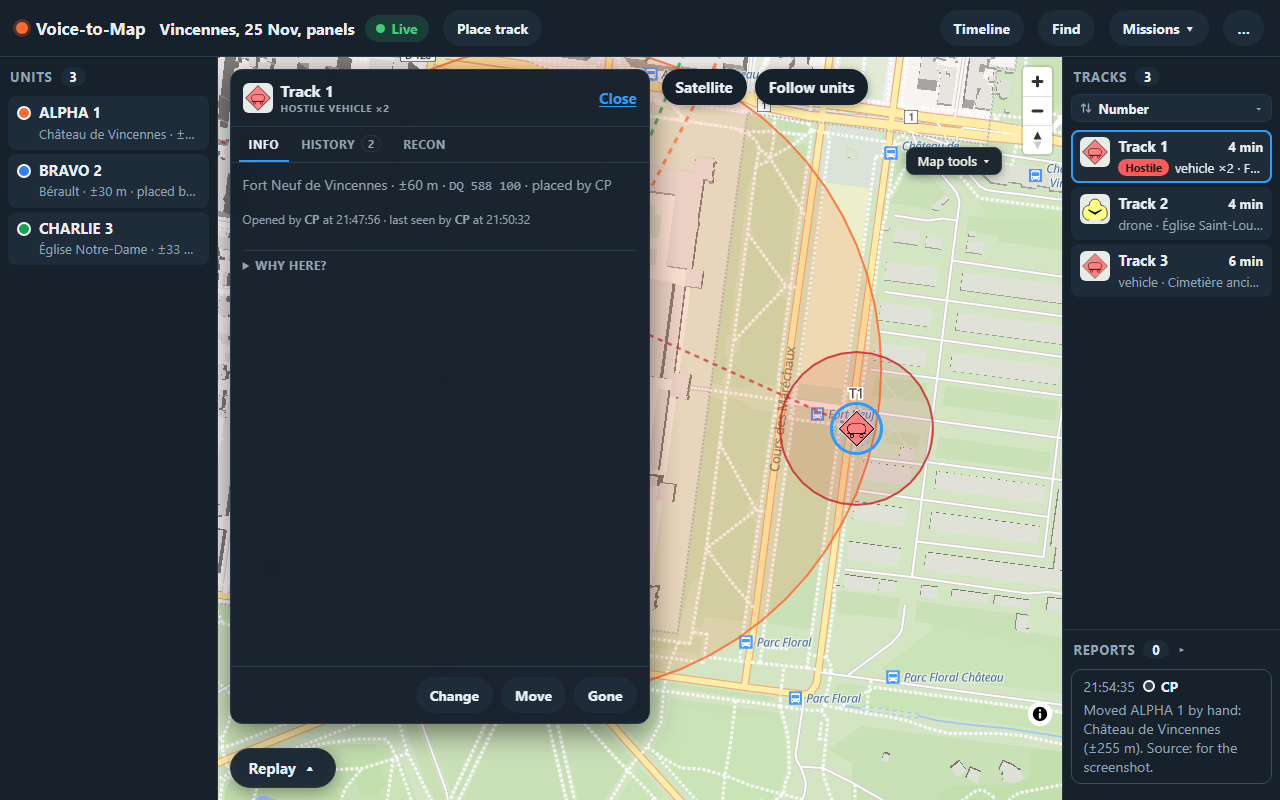 Voice-to-Map
Vincennes, 25 Nov, panels
Live
Place track
Timeline
Find
Missions
...
UNITS 3
ALPHA 1
Château de Vincennes · ±...
BRAVO 2
Bérault · ±30 m · placed b...
CHARLIE 3
Église Notre-Dame · ±33 ...
Track 1
HOSTILE VEHICLE ×2
Close
INFO
HISTORY 2
RECON
Fort Neuf de Vincennes · ±60 m · DQ 588 100 · placed by CP
Opened by CP at 21:47:56 · last seen by CP at 21:50:32
WHY HERE?
Change
Move
Gone
Replay
Satellite
Follow units
Map tools
1
1
Château de
T1
Fort Neuf
Cours des Maréchaux
Parc Floral
Parc Floral Château
Parc Floral
TRACKS 3
Number
Track 1 4 min
Hostile vehicle ×2 · F...
Track 2 4 min
drone · Église Saint-Lou...
Track 3 6 min
vehicle · Cimetière anci...
REPORTS 0
21:54:35 CP
Moved ALPHA 1 by hand:
Château de Vincennes
(±255 m). Source: for the
screenshot.